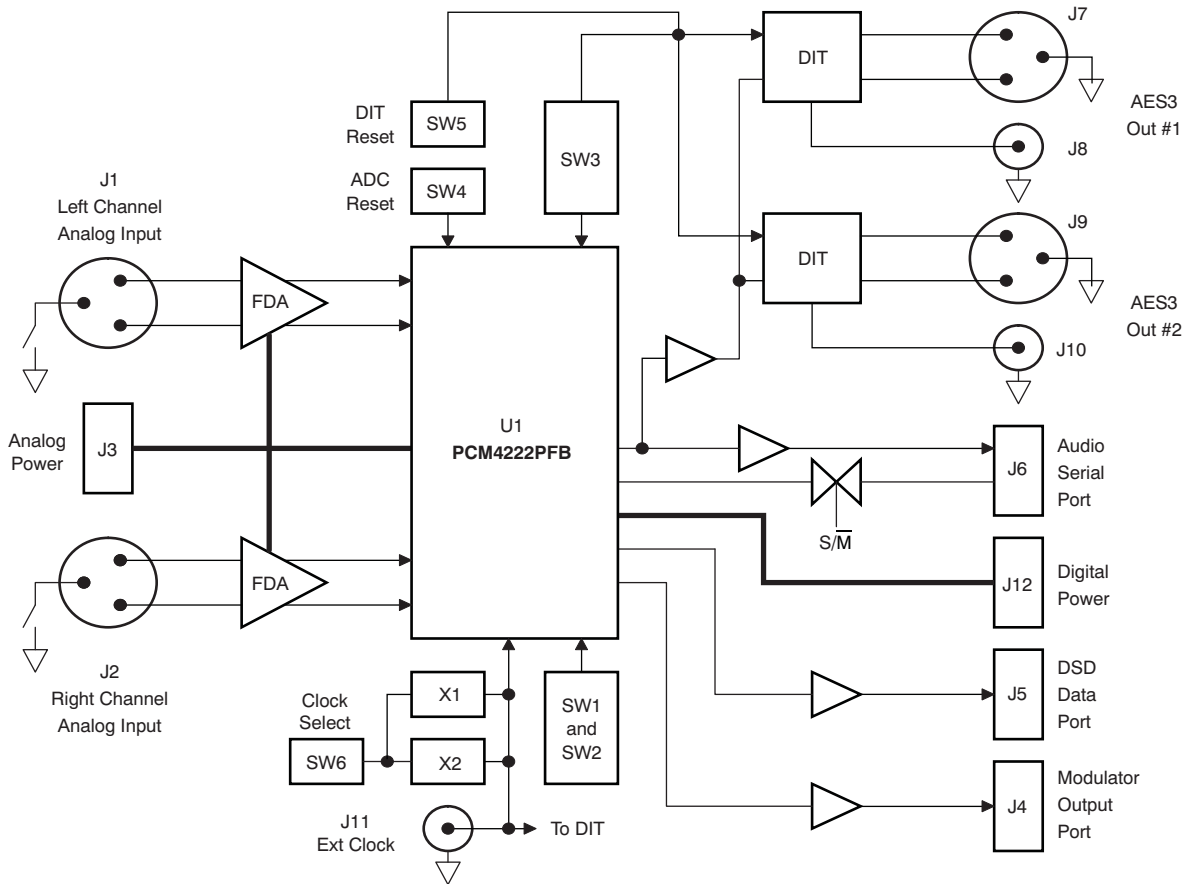 J7
DIT
AES3
Out #1
J8
DIT
Reset
SW5
SW3
ADC
Reset
SW4
J1
Left Channel
Analog Input
FDA
J9
DIT
AES3
Out #2
J10
U1
PCM4222PFB
Analog
Power
J3
J6
Audio
Serial
Port
S/M̅
J12
Digital
Power
FDA
J2
Right Channel
Analog Input
Clock
Select
SW6
X1
X2
SW1
and
SW2
J5
DSD
Data
Port
J11
Ext Clock
To DIT
J4
Modulator
Output
Port